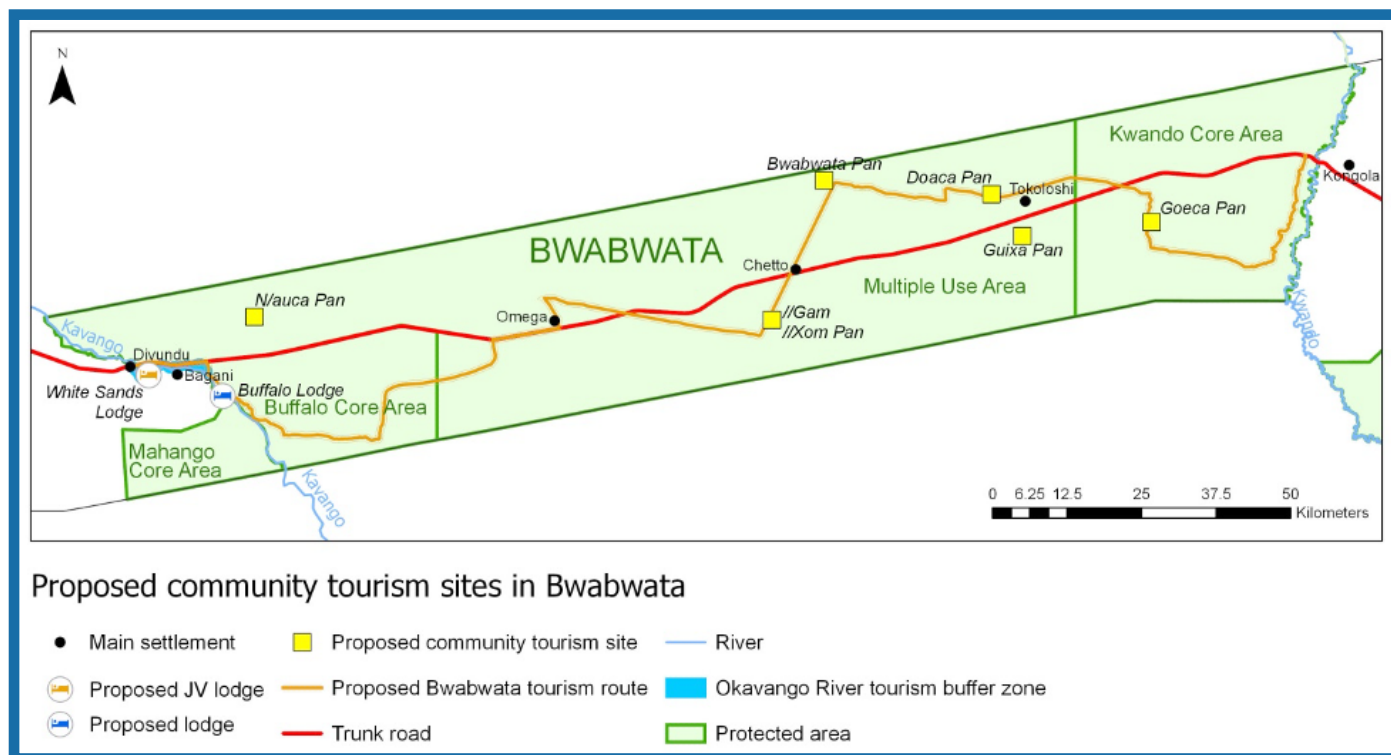 N
Kwando Core Area
Bwabwata Pan
Doaca Pan
Tokoloshi
Kongola
Goeca Pan
Guixa Pan
BWABWATA
Chetto
Multiple Use Area
N/auca Pan
Omega
//Gam
//Xom Pan
Kavango
Kwando
Divundu
Bagani
White Sands
Lodge
Buffalo Lodge
Buffalo Core Area
Mahango
Core Area
Kavango
0 6.25 12.5 25 37.5 50
Kilometers
Proposed community tourism sites in Bwabwata
Main settlement
Proposed community tourism site
River
Proposed JV lodge
Proposed Bwabwata tourism route
Okavango River tourism buffer zone
Proposed lodge
Trunk road
Protected area